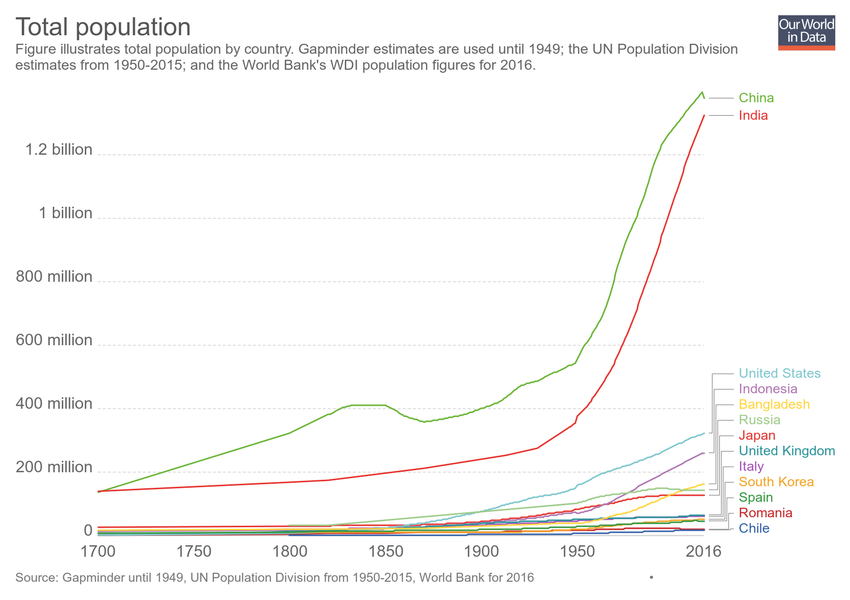 Total population
Our World
in Data
Figure illustrates total population by country. Gapminder estimates are used until 1949; the UN Population Division
estimates from 1950-2015; and the World Bank's WDI population figures for 2016.
China
India
1.2 billion
1 billion
800 million
600 million
400 million
200 million
0
United States
Indonesia
Bangladesh
Russia
Japan
United Kingdom
Italy
South Korea
Spain
Romania
Chile
1700 1750 1800 1850 1900 1950 2016
Source: Gapminder until 1949, UN Population Division from 1950-2015, World Bank for 2016 •